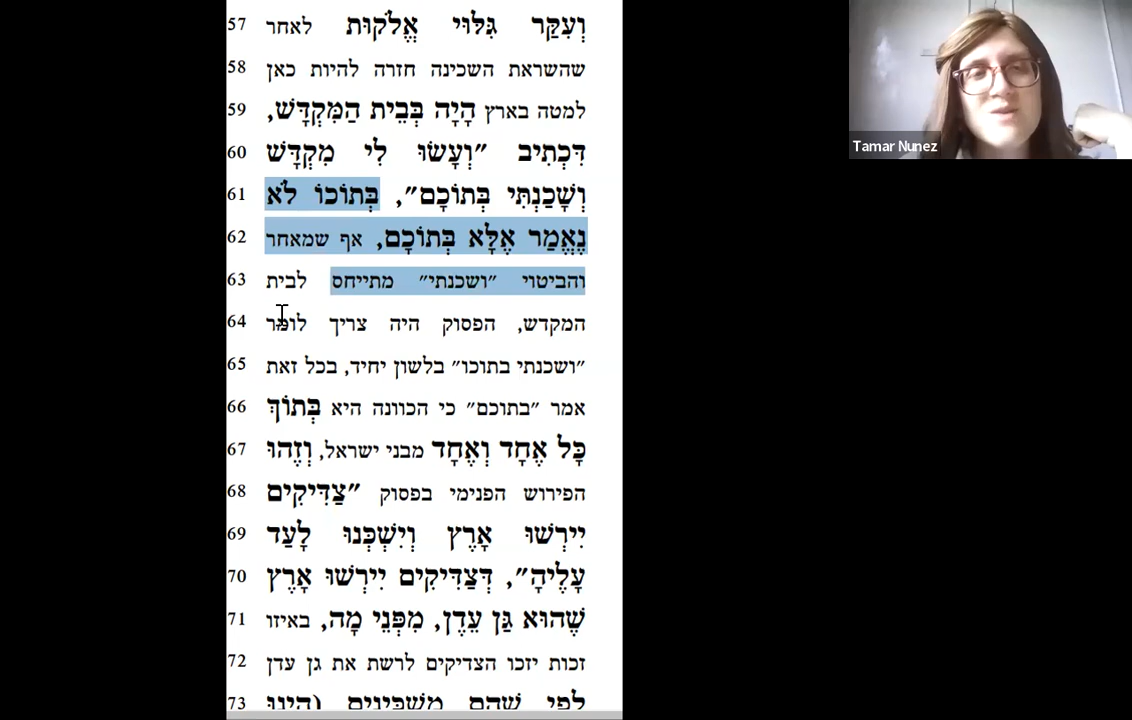 57 וְעִקַּר גִּלּוּי אֱלֹקוּת לאחר
58 שהשראת השכינה חזרה להיות כאן
59 למטה בארץ הָיָה בְּבֵית הַמִּקְדָּשׁ,
60 דִּכְתִיב ״וְעָשׂוּ לִי מִקְדָּשׁ
61 וְשָׁכַנְתִּי בְּתוֹכָם״, בְּתוֹכוֹ לֹא
62 נֶאֱמַר אֶלָּא בְּתוֹכָם, אף שמאחר
63 והביטוי ״ושכנתי״ מתייחס לבית
64 המקדש, הפסוק היה צריך לומר
65 ״ושכנתי בתוכו״ בלשון יחיד, בכל זאת
66 אמר ״בתוכם״ כי הכוונה היא בְּתוֹךְ
67 כָּל אֶחָד וְאֶחָד מבני ישראל, וְזֶהוּ
68 הפירוש הפנימי בפסוק ״צַדִּיקִים
69 יִירְשׁוּ אָרֶץ וְיִשְׁכְּנוּ לָעַד
70 עָלֶיהָ״, דְּצַדִּיקִים יִירְשׁוּ אָרֶץ
71 שֶׁהוּא גַּן עֵדֶן, מִפְּנֵי מָה, באיזו
72 זכות יזכו הצדיקים לרשת את גן עדן
73 לְפִי שֶׁהֵם מַשְׁכִּינִים (הַיְנוּ
Tamar Nunez